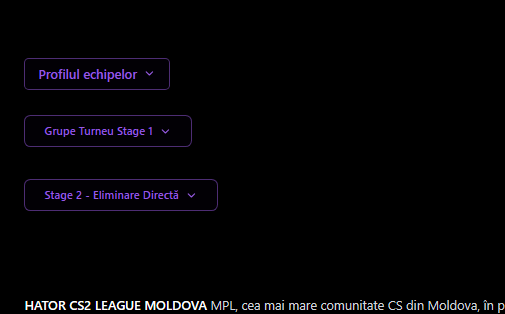 Profilul echipelor
Grupe Turneu Stage 1
Stage 2 - Eliminare Directă
HATOR CS2 LEAGUE MOLDOVA MPL, cea mai mare comunitate CS din Moldova, în p